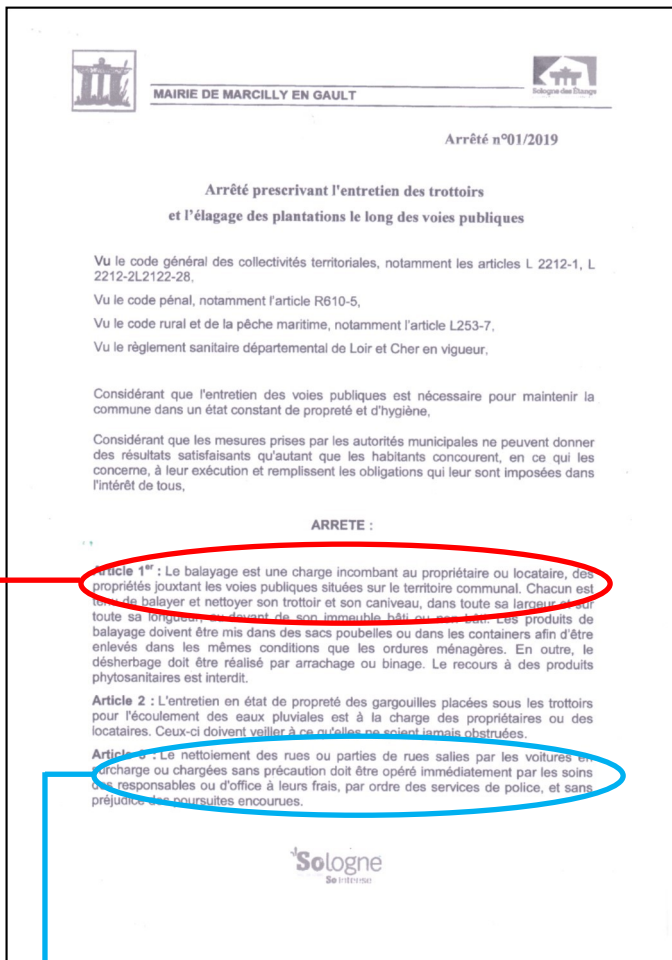 MAIRIE DE MARCILLY EN GAULT
Sologne des Étangs
Arrêté n°01/2019
Arrêté prescrivant l'entretien des trottoirs
et l'élagage des plantations le long des voies publiques
Vu le code général des collectivités territoriales, notamment les articles L 2212-1, L
2212-2L2122-28,
Vu le code pénal, notamment l'article R610-5,
Vu le code rural et de la pêche maritime, notamment l'article L253-7,
Vu le règlement sanitaire départemental de Loir et Cher en vigueur,
Considérant que l'entretien des voies publiques est nécessaire pour maintenir la
commune dans un état constant de propreté et d'hygiène,
Considérant que les mesures prises par les autorités municipales ne peuvent donner
des résultats satisfaisants qu'autant que les habitants concourent, en ce qui les
concerne, à leur exécution et remplissent les obligations qui leur sont imposées dans
l'intérêt de tous,
ARRETE :
Article 1er : Le balayage est une charge incombant au propriétaire ou locataire, des
propriétés jouxtant les voies publiques situées sur le territoire communal. Chacun est
tenu de balayer et nettoyer son trottoir et son caniveau, dans toute sa largeur et sur
toute sa longueur, au-devant de son immeuble bâti ou non bâti. Les produits de
balayage doivent être mis dans des sacs poubelles ou dans les containers afin d'être
enlevés dans les mêmes conditions que les ordures ménagères. En outre, le
désherbage doit être réalisé par arrachage ou binage. Le recours à des produits
phytosanitaires est interdit.
Article 2 : L'entretien en état de propreté des gargouilles placées sous les trottoirs
pour l'écoulement des eaux pluviales est à la charge des propriétaires ou des
locataires. Ceux-ci doivent veiller à ce qu'elles ne soient jamais obstruées.
Article 3 : Le nettoiement des rues ou parties de rues salies par les voitures en
surcharge ou chargées sans précaution doit être opéré immédiatement par les soins
des responsables ou d'office à leurs frais, par ordre des services de police, et sans
préjudice des poursuites encourues.
Sologne
So intense